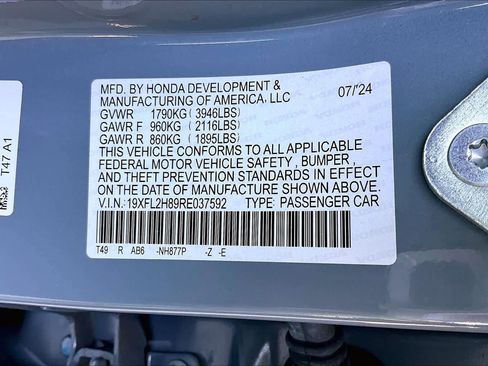 MFD. BY HONDA DEVELOPMENT &
MANUFACTURING OF AMERICA, LLC 07/'24
GVWR 1790KG(3946LBS)
GAWR F 960KG(2116LBS)
GAWR R 860KG(1895LBS)
THIS VEHICLE CONFORMS TO ALL APPLICABLE
FEDERAL MOTOR VEHICLE SAFETY , BUMPER ,
AND THEFT PREVENTION STANDARDS IN EFFECT
ON THE DATE OF MANUFACTURE SHOWN ABOVE.
V.I.N.:19XFL2H89RE037592 TYPE: PASSENGER CAR
T49 R AB6 -NH877P -Z -E
T47 A1